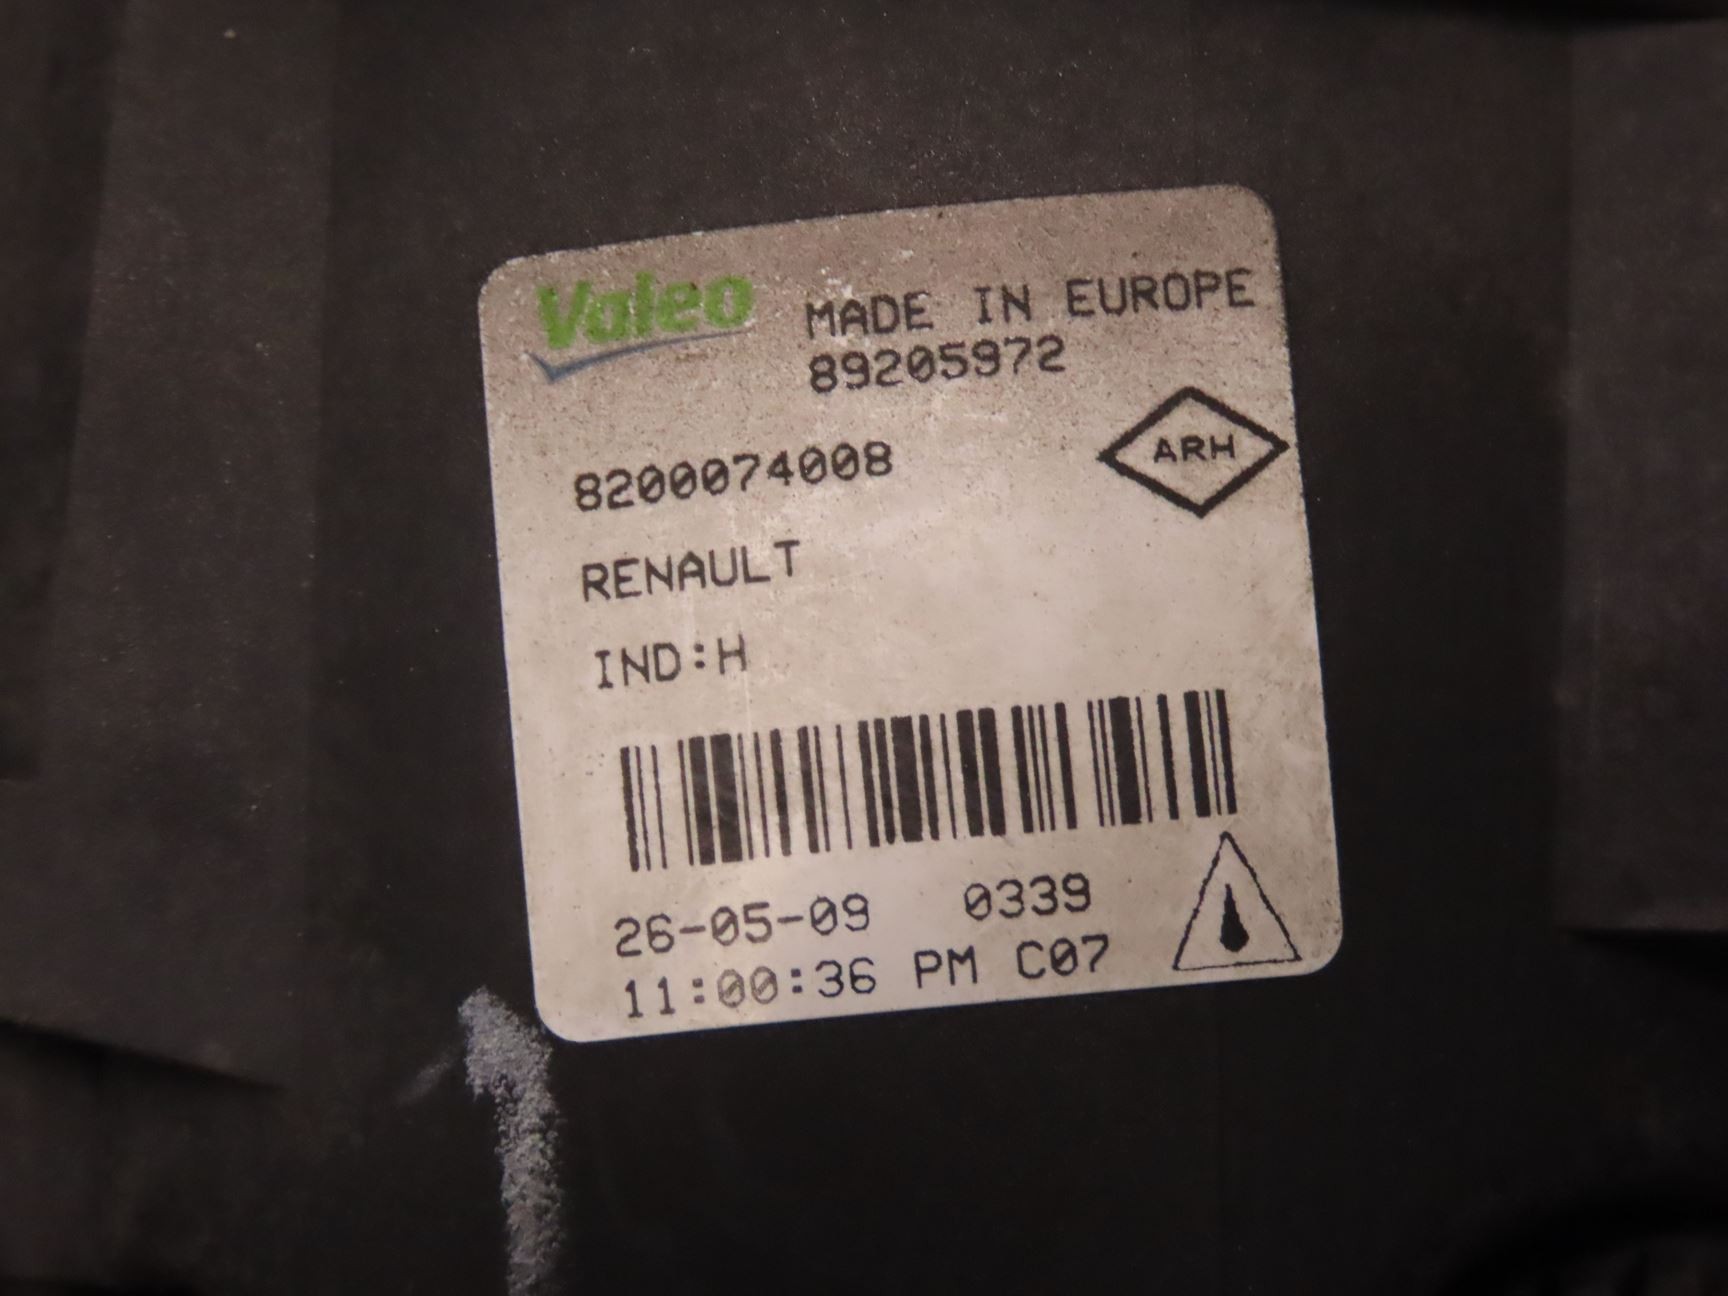 Valeo MADE IN EUROPE
89205972
ARH
8200074008
RENAULT
IND:H
26-05-09 0339
11:00:36 PM C07